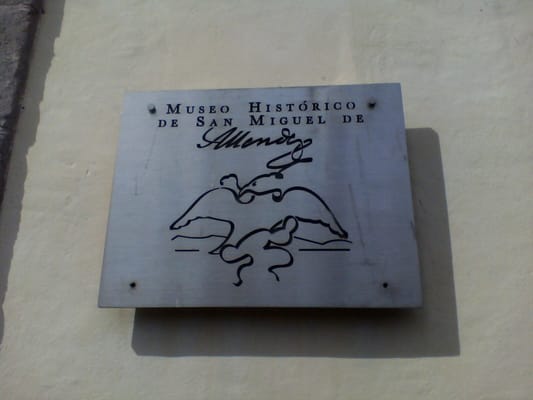 Museo Histórico
de San Miguel de
Allende